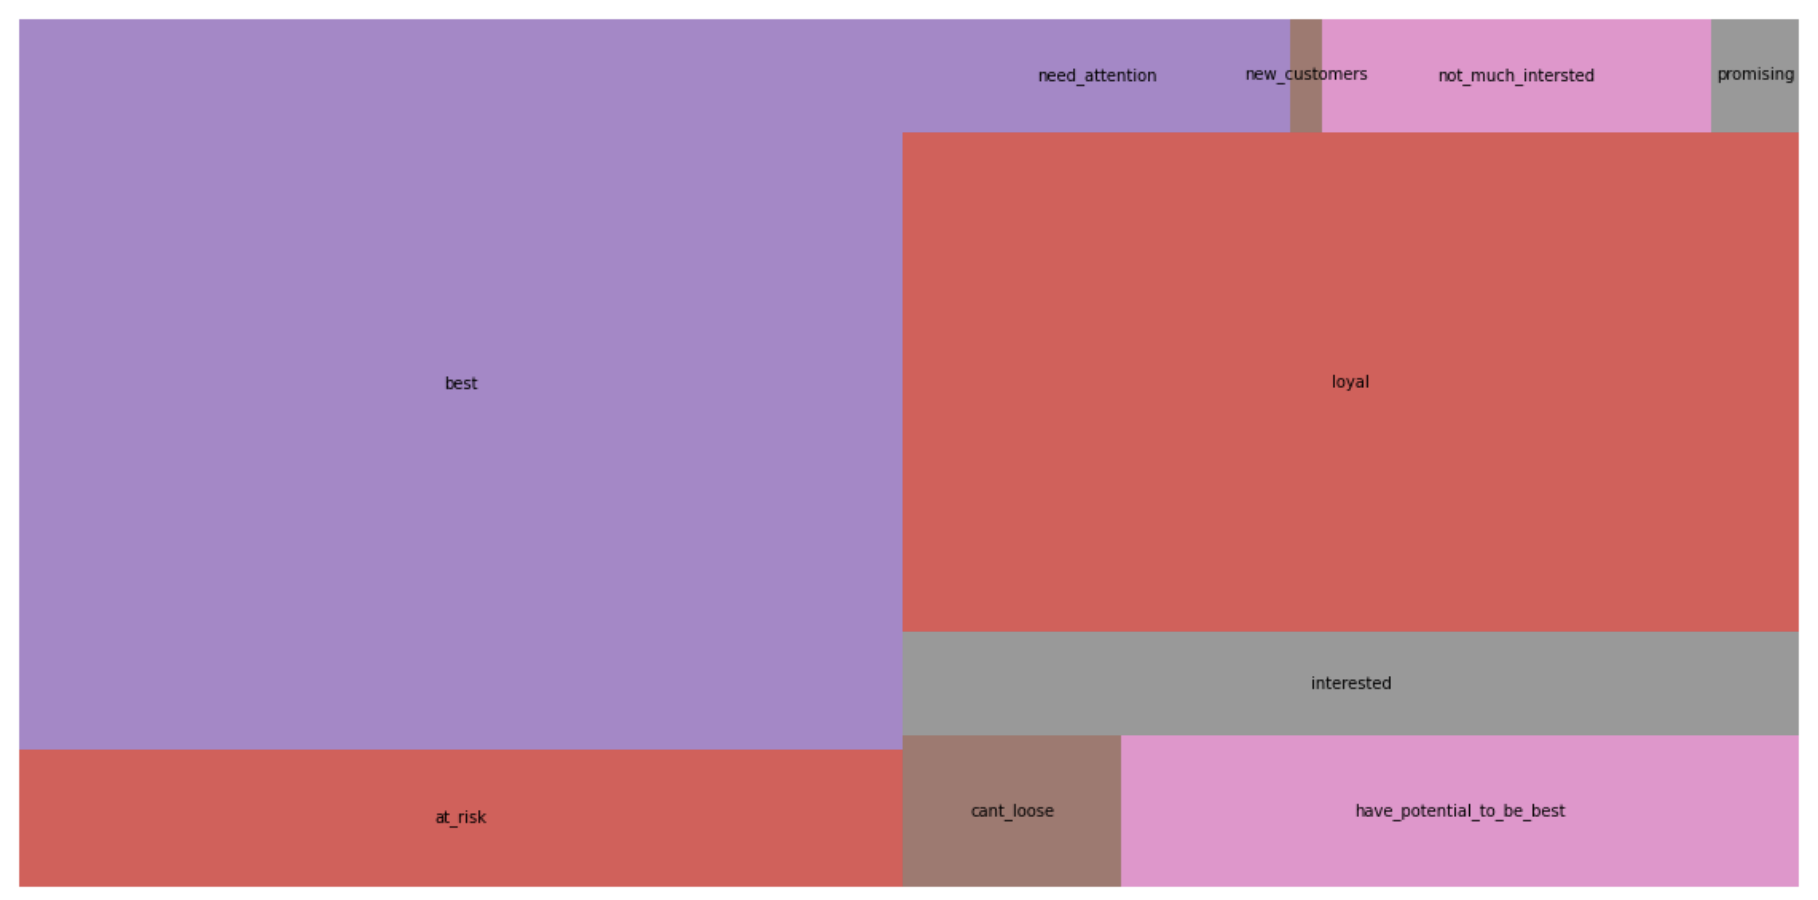 need_attention
new_customers
not_much_intersted
promising
best
loyal
interested
at_risk
cant_loose
have_potential_to_be_best